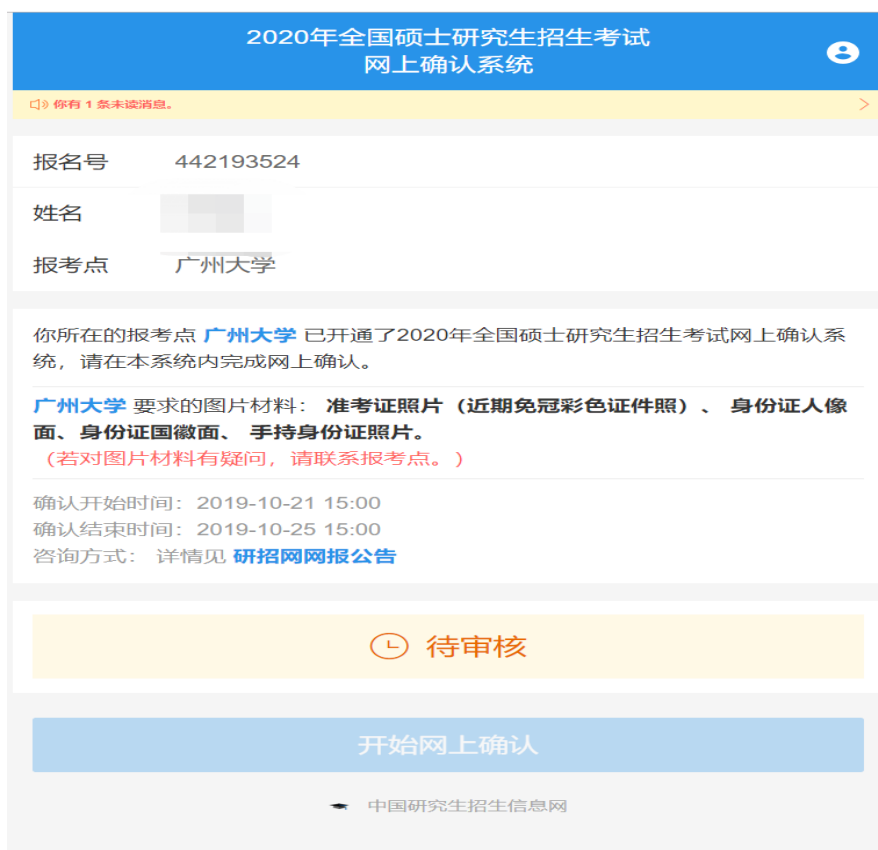 2020年全国硕士研究生招生考试
网上确认系统
你有 1 条未读消息。
报名号 442193524
姓名
报考点 广州大学
你所在的报考点 广州大学 已开通了2020年全国硕士研究生招生考试网上确认系
统，请在本系统内完成网上确认。
广州大学 要求的图片材料： 准考证照片（近期免冠彩色证件照）、 身份证人像
面、身份证国徽面、 手持身份证照片。
（若对图片材料有疑问，请联系报考点。）
确认开始时间：2019-10-21 15:00
确认结束时间：2019-10-25 15:00
咨询方式： 详情见 研招网网报公告
待审核
开始网上确认
中国研究生招生信息网